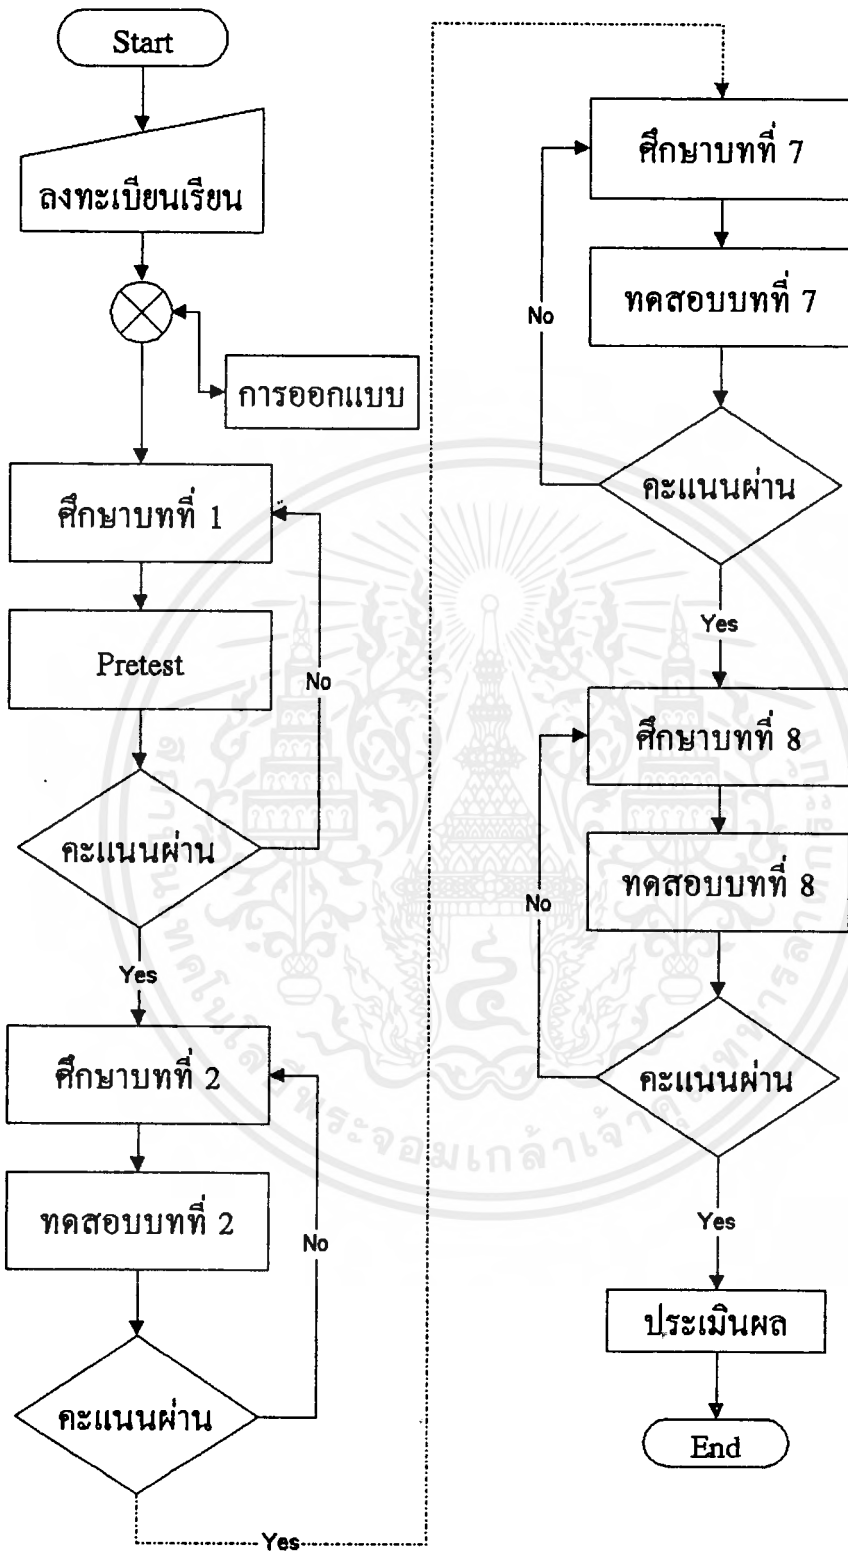 Start
ลงทะเบียนเรียน
การออกแบบ
ศึกษาบทที่ 1
Pretest
No
คะแนนผ่าน
Yes
ศึกษาบทที่ 2
ทดสอบบทที่ 2
No
คะแนนผ่าน
Yes
ศึกษาบทที่ 7
ทดสอบบทที่ 7
No
คะแนนผ่าน
Yes
ศึกษาบทที่ 8
ทดสอบบทที่ 8
No
คะแนนผ่าน
Yes
ประเมินผล
End